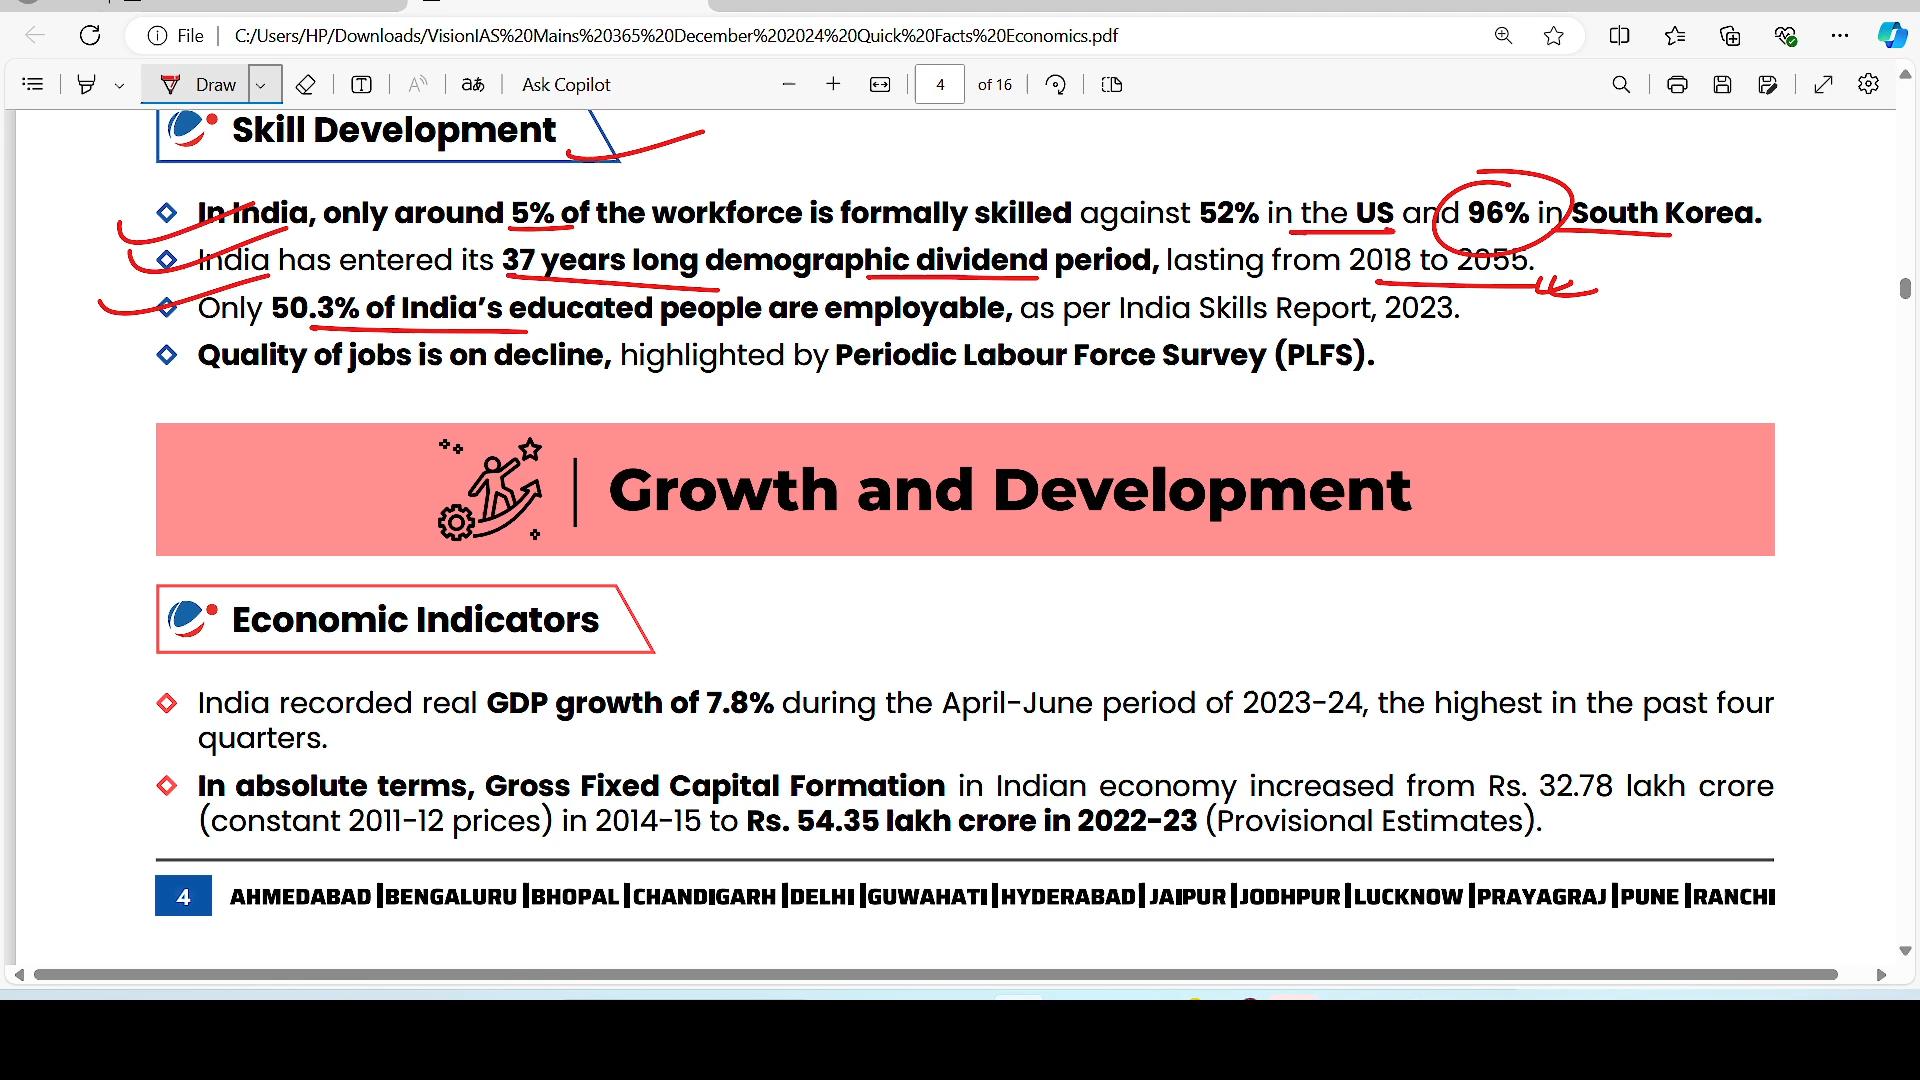 File C:/Users/HP/Downloads/VisionIAS%20Mains%20365%20December%202024%20Quick%20Facts%20Economics.pdf
Draw Ask Copilot 4 of 16
Skill Development
In India, only around 5% of the workforce is formally skilled against 52% in the US and 96% in South Korea.
India has entered its 37 years long demographic dividend period, lasting from 2018 to 2055.
Only 50.3% of India's educated people are employable, as per India Skills Report, 2023.
Quality of jobs is on decline, highlighted by Periodic Labour Force Survey (PLFS).
Growth and Development
Economic Indicators
India recorded real GDP growth of 7.8% during the April-June period of 2023-24, the highest in the past four
quarters.
In absolute terms, Gross Fixed Capital Formation in Indian economy increased from Rs. 32.78 lakh crore
(constant 2011-12 prices) in 2014-15 to Rs. 54.35 lakh crore in 2022-23 (Provisional Estimates).
4 AHMEDABAD | BENGALURU | BHOPAL | CHANDIGARH | DELHI | GUWAHATI | HYDERABAD | JAIPUR | JODHPUR | LUCKNOW | PRAYAGRAJ | PUNE | RANCHI